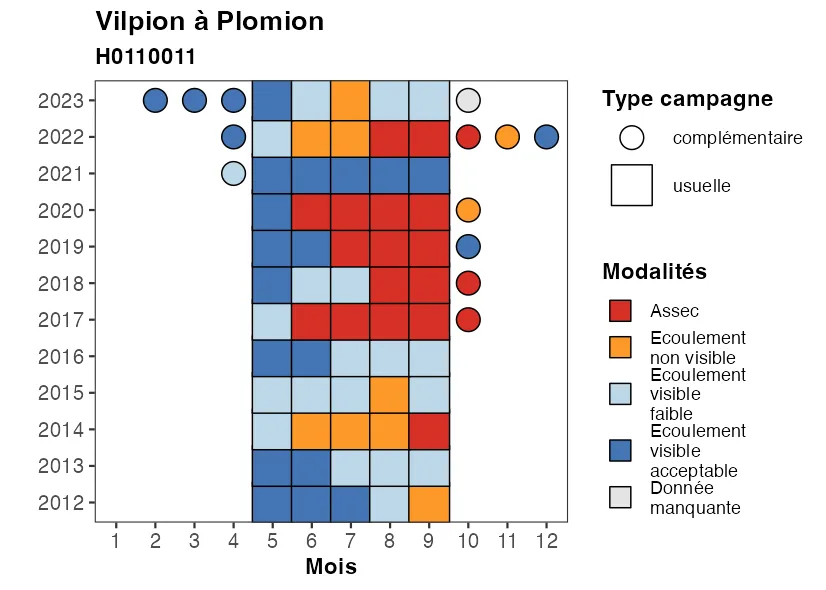 Vilpion à Plomion
H0110011
2023
2022
2021
2020
2019
2018
2017
2016
2015
2014
2013
2012
1 2 3 4 5 6 7 8 9 10 11 12
Mois
Type campagne
complémentaire
usuelle
Modalités
Assec
Ecoulement
non visible
Ecoulement
visible
faible
Ecoulement
visible
acceptable
Donnée
manquante